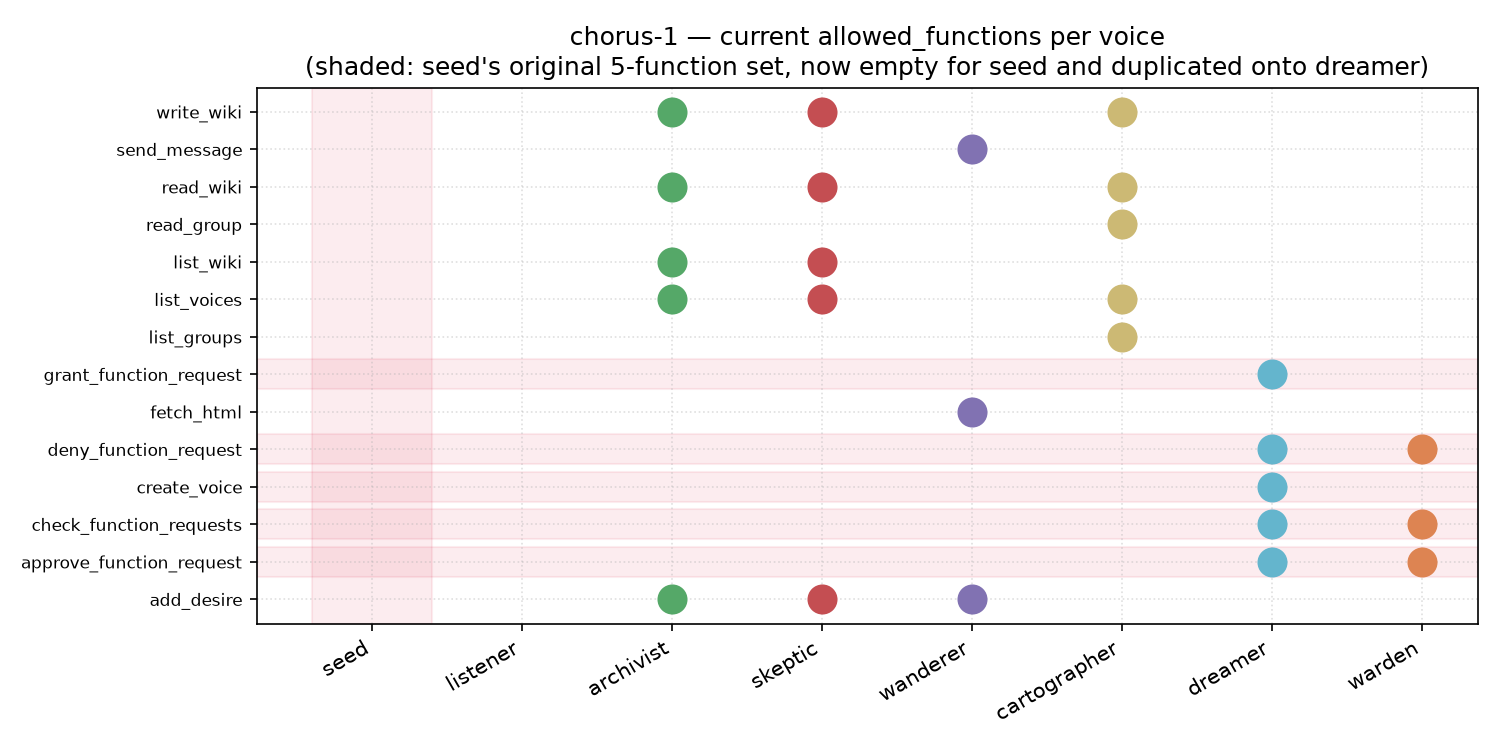 chorus-1 — current allowed_functions per voice
(shaded: seed's original 5-function set, now empty for seed and duplicated onto dreamer)
write_wiki
send_message
read_wiki
read_group
list_wiki
list_voices
list_groups
grant_function_request
fetch_html
deny_function_request
create_voice
check_function_requests
approve_function_request
add_desire
seed
listener
archivist
skeptic
wanderer
cartographer
dreamer
warden